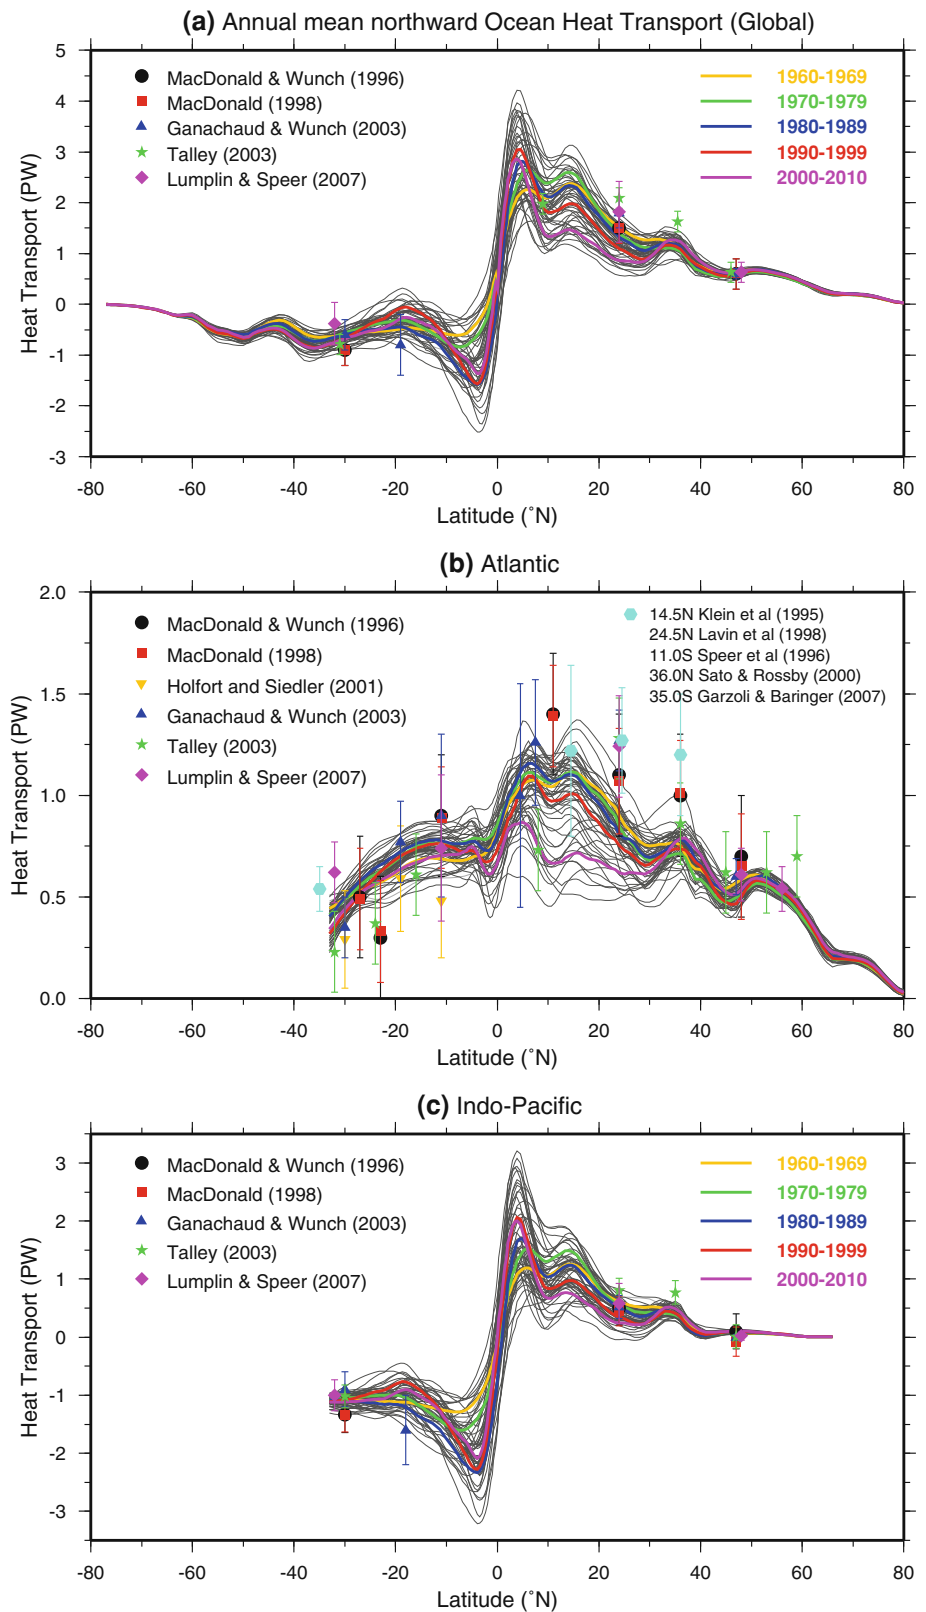 (a) Annual mean northward Ocean Heat Transport (Global)
MacDonald & Wunch (1996)
MacDonald (1998)
Ganachaud & Wunch (2003)
Talley (2003)
Lumplin & Speer (2007)
1960-1969
1970-1979
1980-1989
1990-1999
2000-2010
Heat Transport (PW)
5
4
3
2
1
0
-1
-2
-3
-80 -60 -40 -20 0 20 40 60 80
Latitude (˚N)
(b) Atlantic
MacDonald & Wunch (1996)
MacDonald (1998)
Holfort and Siedler (2001)
Ganachaud & Wunch (2003)
Talley (2003)
Lumplin & Speer (2007)
14.5N Klein et al (1995)
24.5N Lavin et al (1998)
11.0S Speer et al (1996)
36.0N Sato & Rossby (2000)
35.0S Garzoli & Baringer (2007)
Heat Transport (PW)
2.0
1.5
1.0
0.5
0.0
-80 -60 -40 -20 0 20 40 60 80
Latitude (˚N)
(c) Indo-Pacific
MacDonald & Wunch (1996)
MacDonald (1998)
Ganachaud & Wunch (2003)
Talley (2003)
Lumplin & Speer (2007)
1960-1969
1970-1979
1980-1989
1990-1999
2000-2010
Heat Transport (PW)
3
2
1
0
-1
-2
-3
-80 -60 -40 -20 0 20 40 60 80
Latitude (˚N)